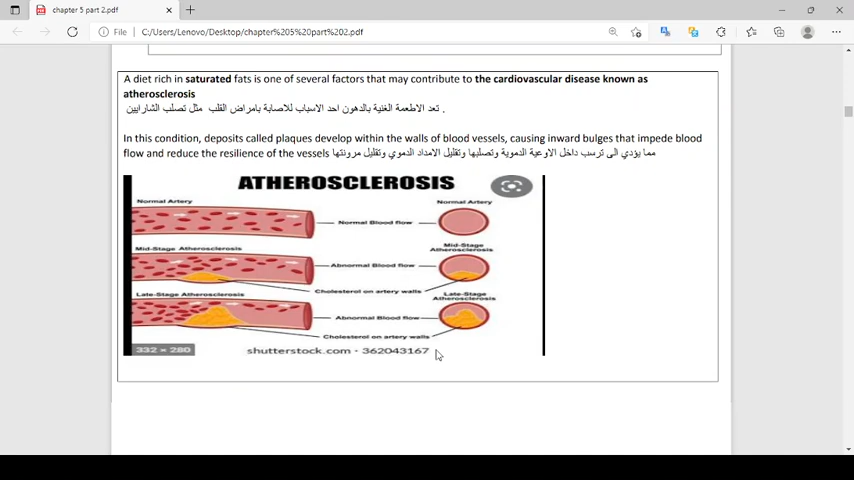 chapter 5 part 2.pdf
File
C:/Users/Lenovo/Desktop/chapter%205%20part%202.pdf
A diet rich in saturated fats is one of several factors that may contribute to the cardiovascular disease known as
atherosclerosis
تعد الاطعمة الغنية بالدهون احد الاسباب للاصابة بامراض القلب مثل تصلب الشارايين .
In this condition, deposits called plaques develop within the walls of blood vessels, causing inward bulges that impede blood
flow and reduce the resilience of the vessels مما يؤدي الى ترسب داخل الاوعية الدموية وتصلبها وتقليل الامداد الدموي وتقليل مرونتها
ATHEROSCLEROSIS
Normal Artery
Normal Artery
Normal Blood flow
Mid-Stage Atherosclerosis
Mid-Stage
Atherosclerosis
Abnormal Blood flow
Cholesterol on artery walls
Late-Stage Atherosclerosis
Late-Stage
Atherosclerosis
Abnormal Blood flow
Cholesterol on artery walls
332 × 280
shutterstock.com · 362043167